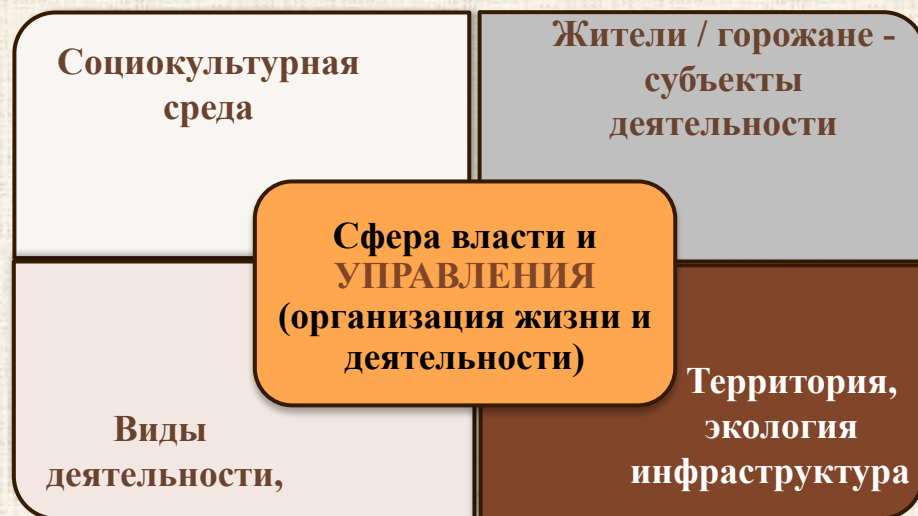 Социокультурная
среда
Жители / горожане -
субъекты
деятельности
Сфера власти и
УПРАВЛЕНИЯ
(организация жизни и
деятельности)
Виды
деятельности,
Территория,
экология
инфраструктура